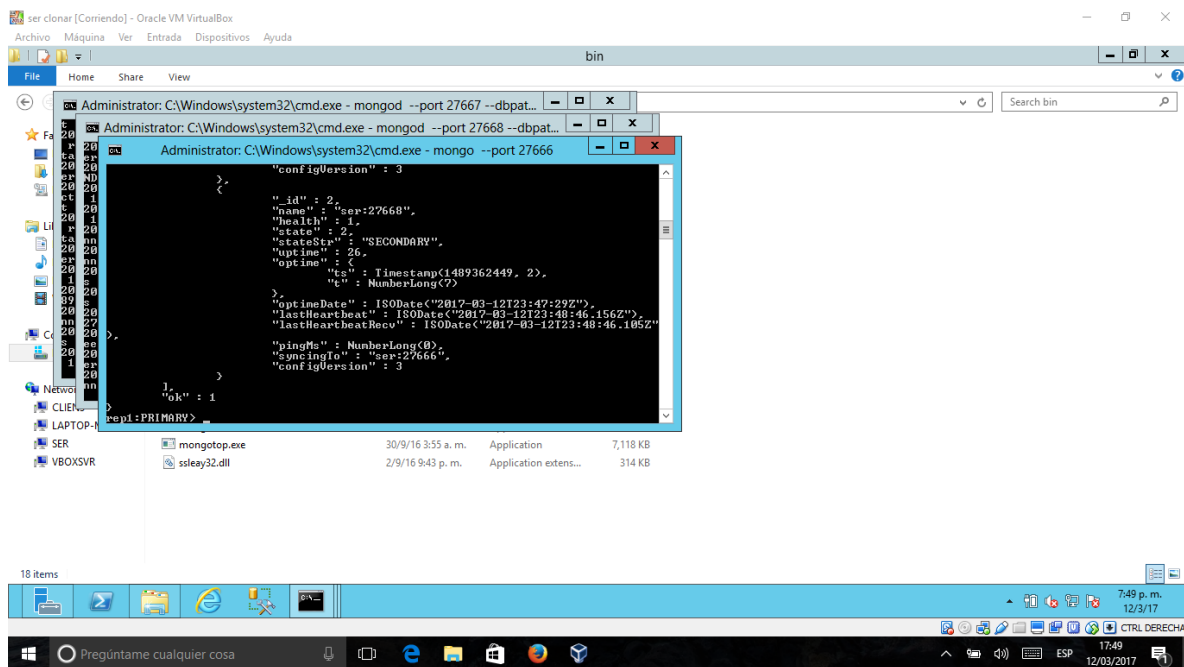 ser clonar [Corriendo] - Oracle VM VirtualBox
Archivo Máquina Ver Entrada Dispositivos Ayuda
bin
File Home Share View
Administrator: C:\Windows\system32\cmd.exe - mongod --port 27667 --dbpat...
Search bin
Administrator: C:\Windows\system32\cmd.exe - mongod --port 27668 --dbpat...
Administrator: C:\Windows\system32\cmd.exe - mongo --port 27666
"configVersion" : 3
},
{
"_id" : 2,
"name" : "ser:27668",
"health" : 1,
"state" : 2,
"stateStr" : "SECONDARY",
"uptime" : 26,
"optime" : {
"ts" : Timestamp(1489362449, 2),
"t" : NumberLong(7)
},
"optimeDate" : ISODate("2017-03-12T23:47:29Z"),
"lastHeartbeat" : ISODate("2017-03-12T23:48:46.156Z"),
"lastHeartbeatRecv" : ISODate("2017-03-12T23:48:46.105Z"
),
"pingMs" : NumberLong(0),
"syncingTo" : "ser:27666",
"configVersion" : 3
}
],
"ok" : 1
}
rep1:PRIMARY> _
SER
VBOXSVR
mongotop.exe 30/9/16 3:55 a. m. Application 7,118 KB
ssleay32.dll 2/9/16 9:43 p. m. Application extens... 314 KB
18 items
7:49 p. m.
12/3/17
CTRL DERECHA
Pregúntame cualquier cosa
ESP
17:49
12/03/2017